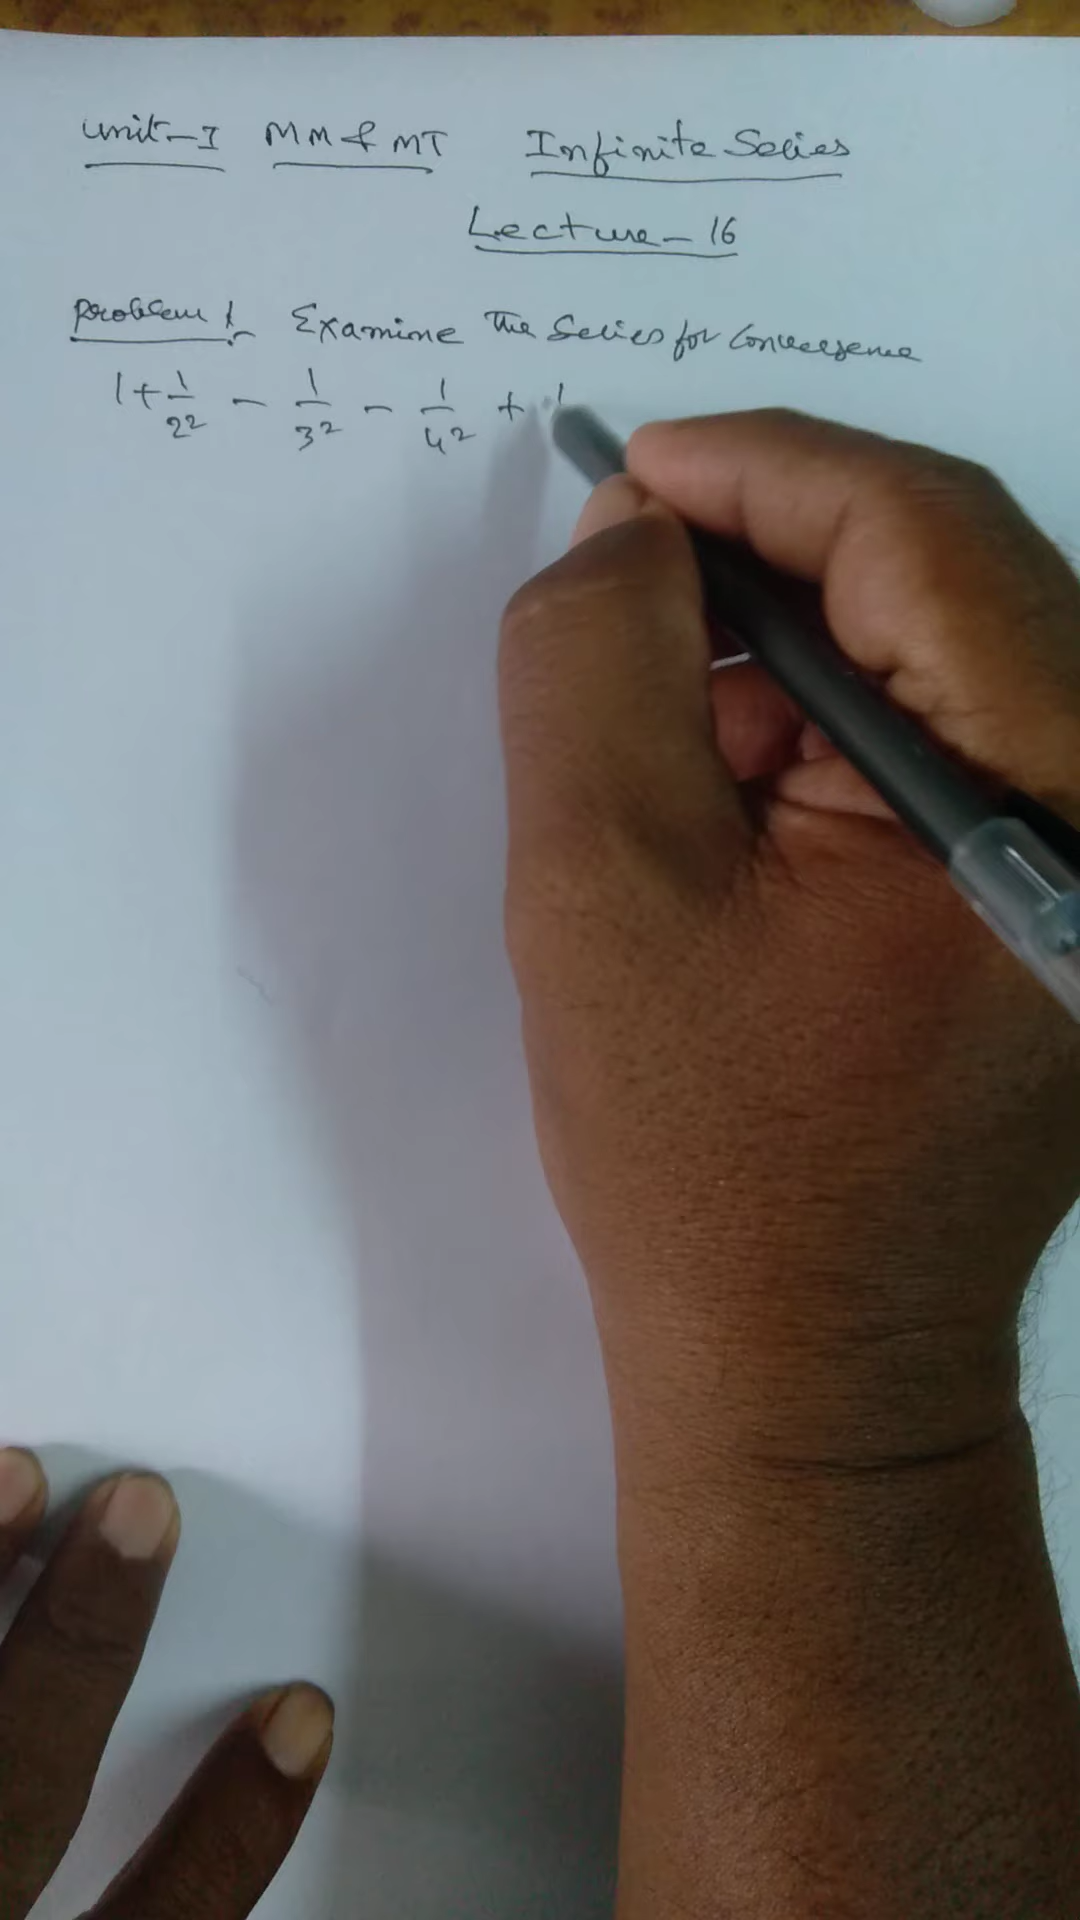 Unit-I MM & MT Infinite Series
Lecture-16
Problem 1:- Examine the Series for Convergence
1 + 1/2² - 1/3² - 1/4² + 1